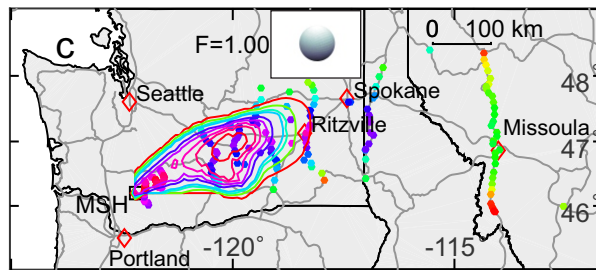 C
F=1.00
0 100 km
Seattle
Spokane
48°
Ritzville
Missoula
47°
MSH
46°
Portland
-120°
-115°